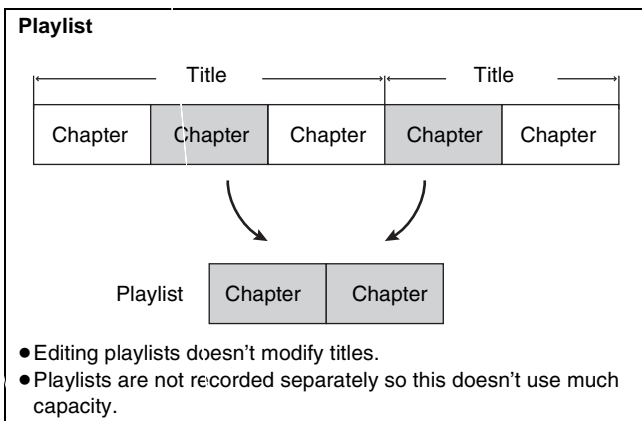 Playlist
Title Title
Chapter Chapter Chapter Chapter Chapter
Playlist Chapter Chapter
●Editing playlists doesn't modify titles.
●Playlists are not recorded separately so this doesn't use much
capacity.